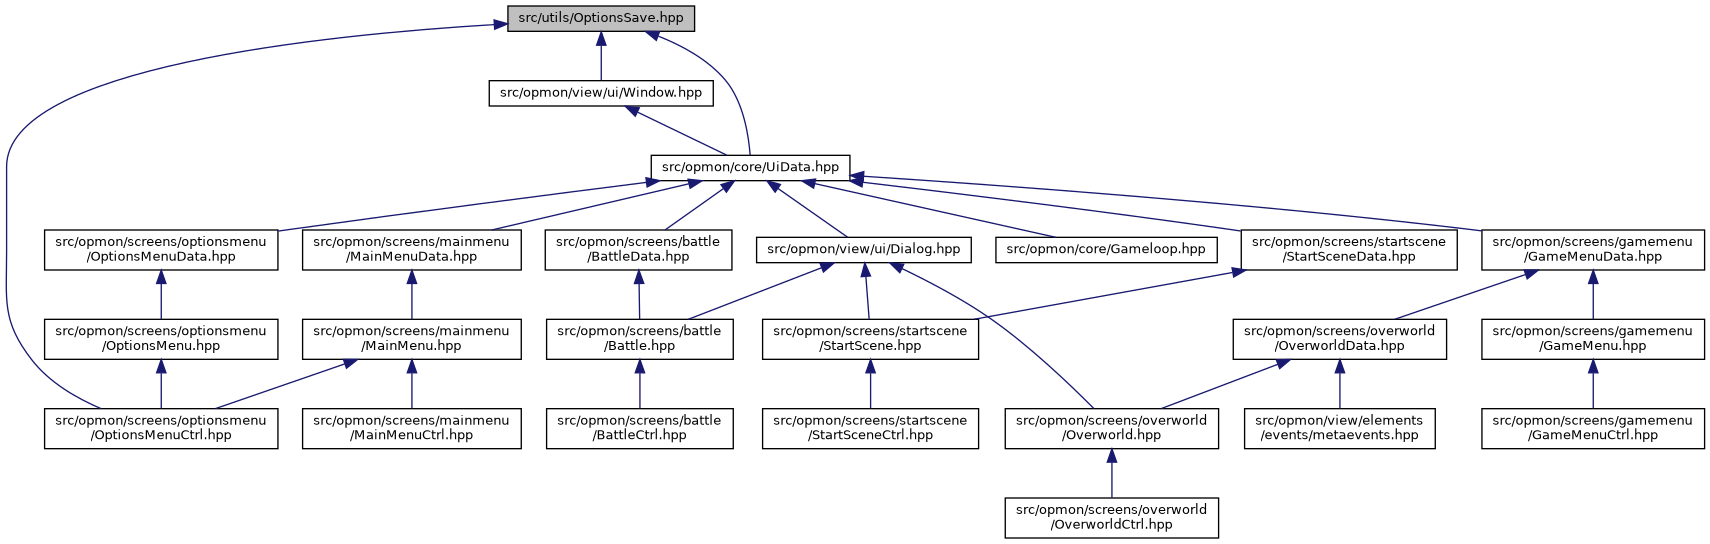 src/utils/OptionsSave.hpp
src/opmon/view/ui/Window.hpp
src/opmon/core/UiData.hpp
src/opmon/screens/optionsmenu
/OptionsMenuData.hpp
src/opmon/screens/mainmenu
/MainMenuData.hpp
src/opmon/screens/battle
/BattleData.hpp
src/opmon/view/ui/Dialog.hpp
src/opmon/core/Gameloop.hpp
src/opmon/screens/startscene
/StartSceneData.hpp
src/opmon/screens/gamemenu
/GameMenuData.hpp
src/opmon/screens/optionsmenu
/OptionsMenu.hpp
src/opmon/screens/mainmenu
/MainMenu.hpp
src/opmon/screens/battle
/Battle.hpp
src/opmon/screens/startscene
/StartScene.hpp
src/opmon/screens/overworld
/OverworldData.hpp
src/opmon/screens/gamemenu
/GameMenu.hpp
src/opmon/screens/optionsmenu
/OptionsMenuCtrl.hpp
src/opmon/screens/mainmenu
/MainMenuCtrl.hpp
src/opmon/screens/battle
/BattleCtrl.hpp
src/opmon/screens/startscene
/StartSceneCtrl.hpp
src/opmon/screens/overworld
/Overworld.hpp
src/opmon/view/elements
/events/metaevents.hpp
src/opmon/screens/gamemenu
/GameMenuCtrl.hpp
src/opmon/screens/overworld
/OverworldCtrl.hpp